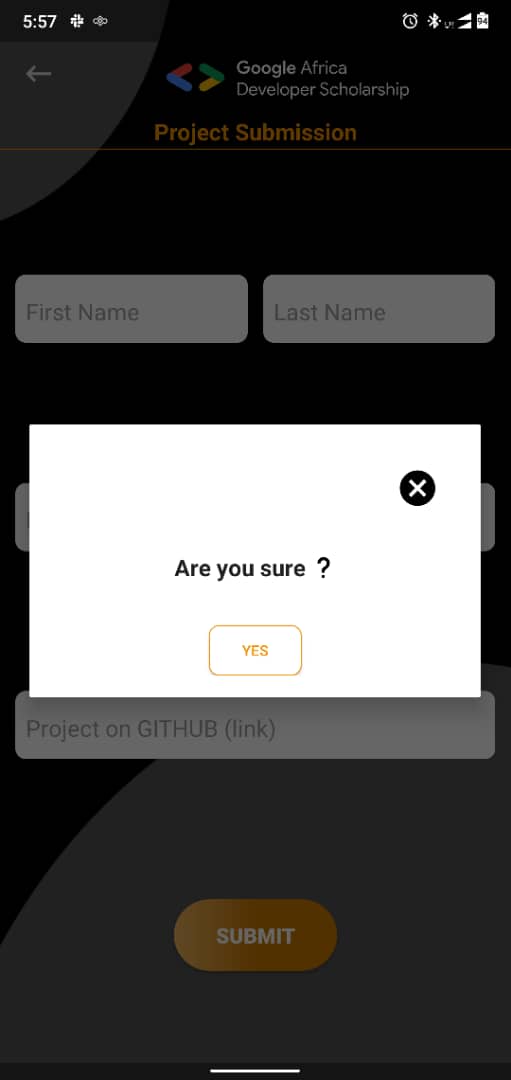 5:57
94
Google Africa
Developer Scholarship
Project Submission
First Name
Last Name
Are you sure ?
YES
Project on GITHUB (link)
SUBMIT